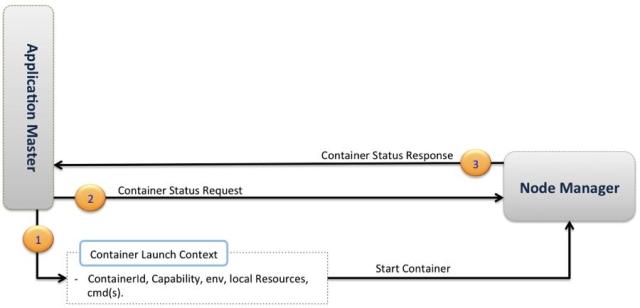 Application Master
Container Status Response
3
Node Manager
2
Container Status Request
1
Container Launch Context
- ContainerId, Capability, env, local Resources,
cmd(s).
Start Container